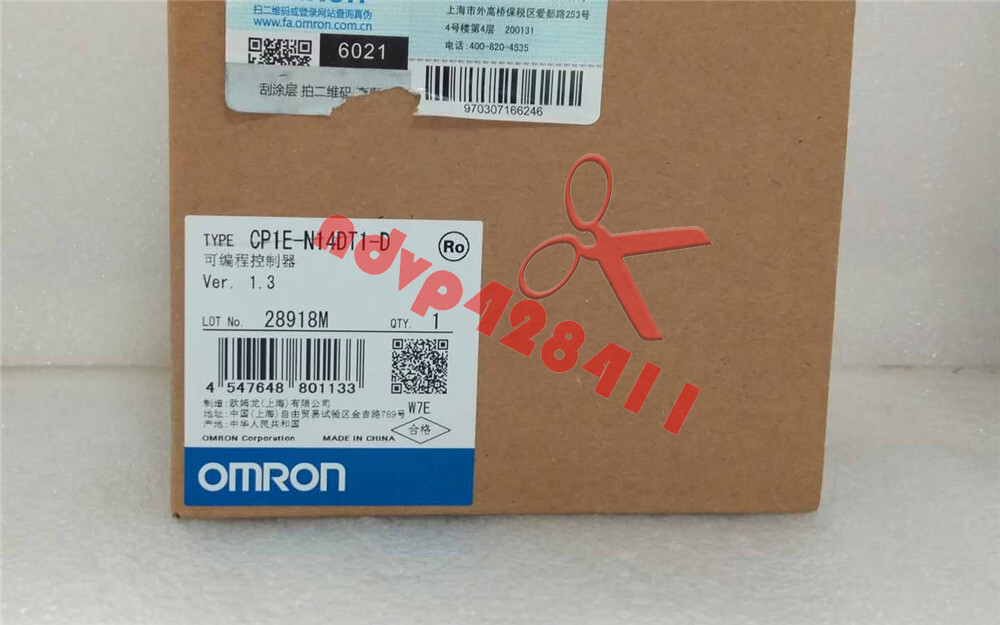 扫二维码或登录网站查询真伪
www.fa.omron.com.cn
6021
刮涂层 拍二维码
上海市外高桥保税区爱都路253号
4号楼第4层 200131
电话:400-820-4535
970307166246
TYPE CP1E-N14DT1-D
Ro
可编程控制器
Ver. 1.3
LOT No. 28918M QTY. 1
4 547648 801133
W7E
制造:欧姆龙(上海)有限公司
地址:中国(上海)自由贸易试验区金吉路789号
产地:中华人民共和国
合格
OMRON Corporation MADE IN CHINA
OMRON
ndvp428411